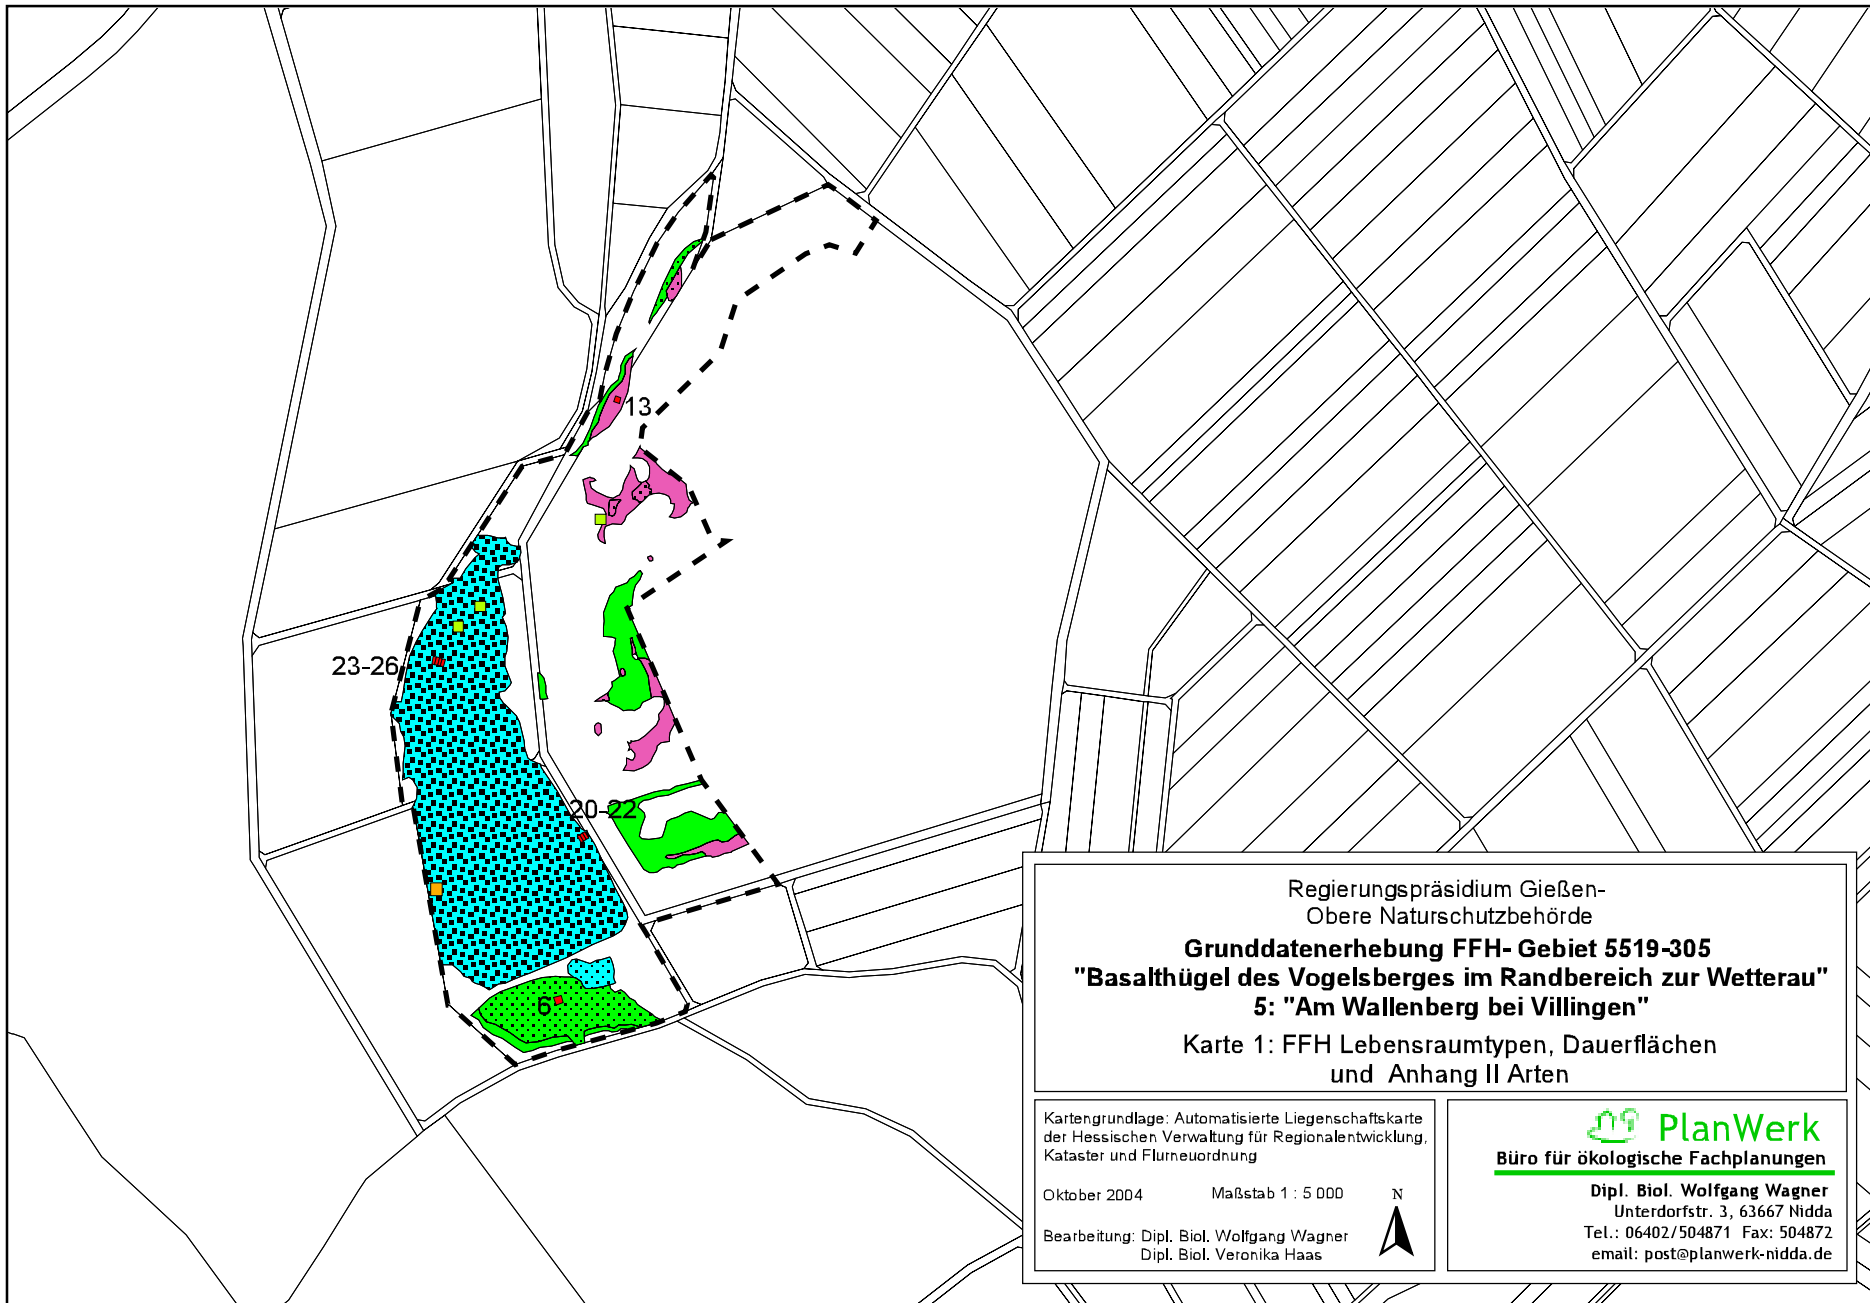 13
7
23-26
20-22
6
Regierungspräsidium Gießen-
Obere Naturschutzbehörde
Grunddatenerhebung FFH- Gebiet 5519-305
"Basalthügel des Vogelsberges im Randbereich zur Wetterau"
5: "Am Wallenberg bei Villingen"
Karte 1: FFH Lebensraumtypen, Dauerflächen
und Anhang II Arten
Kartengrundlage: Automatisierte Liegenschaftskarte
der Hessischen Verwaltung für Regionalentwicklung,
Kataster und Flurneuordnung
Oktober 2004 Maßstab 1 : 5 000 N
Bearbeitung: Dipl. Biol. Wolfgang Wagner
Dipl. Biol. Veronika Haas
PlanWerk
Büro für ökologische Fachplanungen
Dipl. Biol. Wolfgang Wagner
Unterdorfstr. 3, 63667 Nidda
Tel.: 06402/504871 Fax: 504872
email: post@planwerk-nidda.de